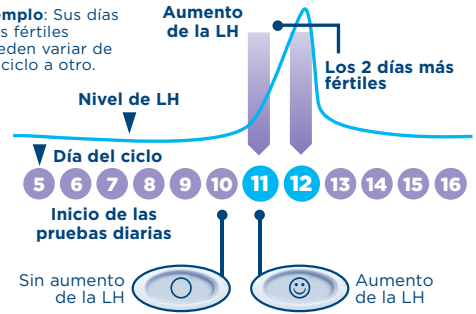 mplo: Sus días
s fértiles
eden variar de
ciclo a otro.
Aumento
de la LH
Los 2 días más
fértiles
Nivel de LH
Día del ciclo
5 6 7 8 9 10 11 12 13 14 15 16
Inicio de las
pruebas diarias
Sin aumento
de la LH
Aumento
de la LH